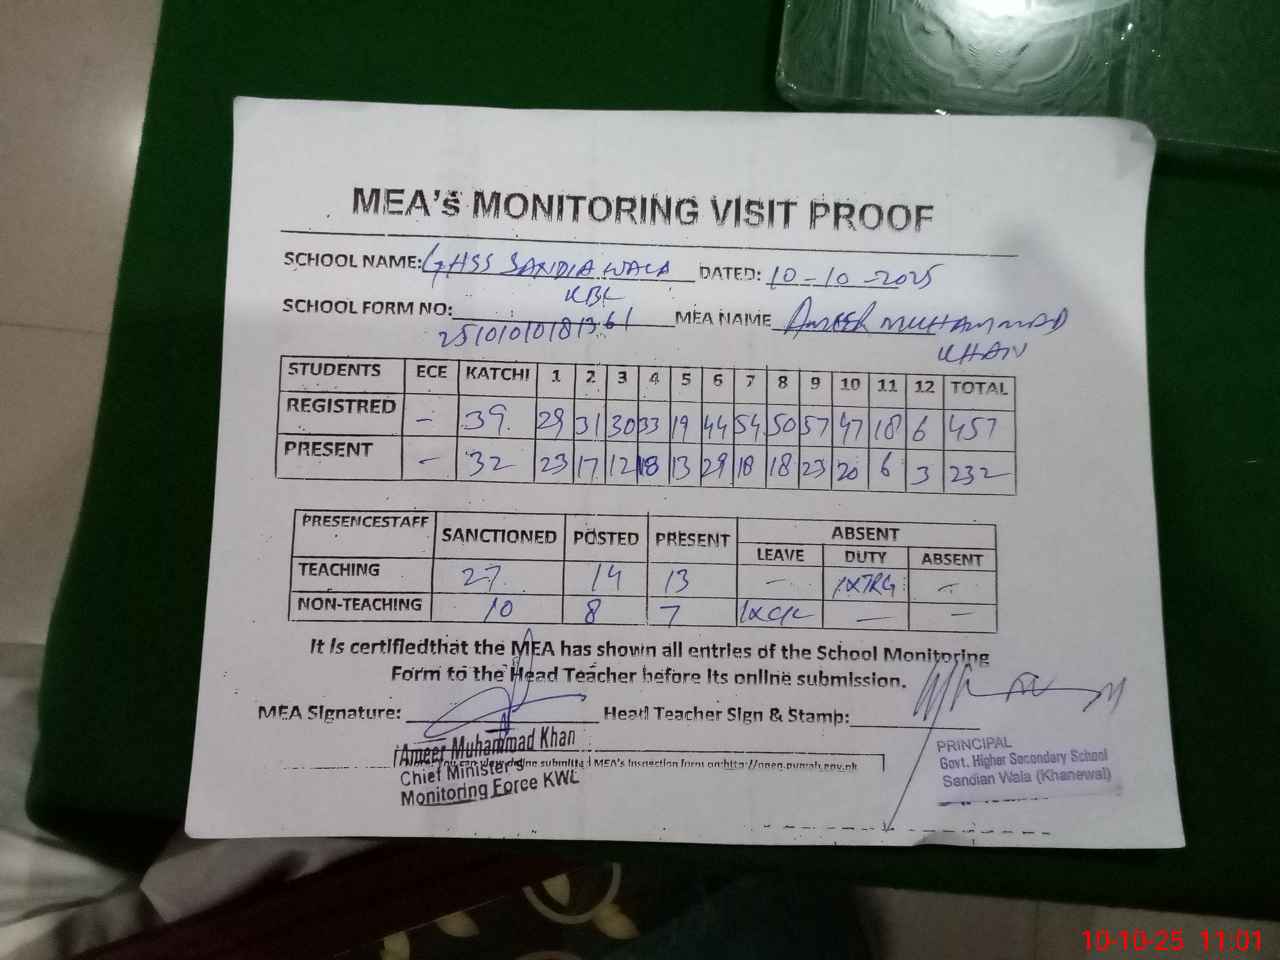 MEA's MONITORING VISIT PROOF
SCHOOL NAME: GHSS SANDIA WALA DATED: 10-10-2025
KBL
SCHOOL FORM NO: MEA NAME AMEER MUHAMMAD
KHAN
STUDENTS ECE KATCHI 1 2 3 4 5 6 7 8 9 10 11 12 TOTAL
REGISTRED - 39 29 31 30 33 19 44 54 50 57 47 18 6 457
PRESENT - 32 23 17 12 18 13 29 18 18 23 20 6 3 232
PRESENCESTAFF SANCTIONED POSTED PRESENT ABSENT
LEAVE DUTY ABSENT
TEACHING 27 14 13 - 1XTRG -
NON-TEACHING 10 8 7 - -
It is certifiedthat the MEA has shown all entries of the School Monitoring
Form to the Head Teacher before its online submission.
MEA Signature: Head Teacher Sign & Stamp:
Ameer Muhammad Khan
Chief Minister's
Monitoring Force KWL
MEA's Inspection form on:
PRINCIPAL
Govt. Higher Secondary School
Sandian Wala (Khanewal)
10-10-25 11:01